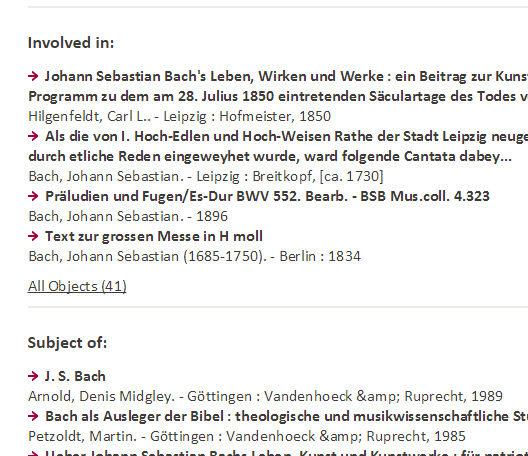 Involved in:
Johann Sebastian Bach's Leben, Wirken und Werke : ein Beitrag zur
Programm zu dem am 28. Julius 1850 eintretenden Säculartage des Todes
Hilgenfeldt, Carl L.. - Leipzig : Hofmeister, 1850
Als die von I. Hoch-Edlen und Hoch-Weisen Rathe der Stadt Leipzig
durch etliche Reden eingeweyhet wurde, ward folgende Cantata dabey...
Bach, Johann Sebastian. - Leipzig : Breitkopf, [ca. 1730]
Präludien und Fugen/Es-Dur BWV 552. Bearb. - BSB Mus.coll. 4.323
Bach, Johann Sebastian. - 1896
Text zur grossen Messe in H moll
Bach, Johann Sebastian (1685-1750). - Berlin : 1834
All Objects (41)
Subject of:
J. S. Bach
Arnold, Denis Midgley. - Göttingen : Vandenhoeck &amp; Ruprecht, 1989
Bach als Ausleger der Bibel : theologische und musikwissenschaftliche
Petzoldt, Martin. - Göttingen : Vandenhoeck &amp; Ruprecht, 1985